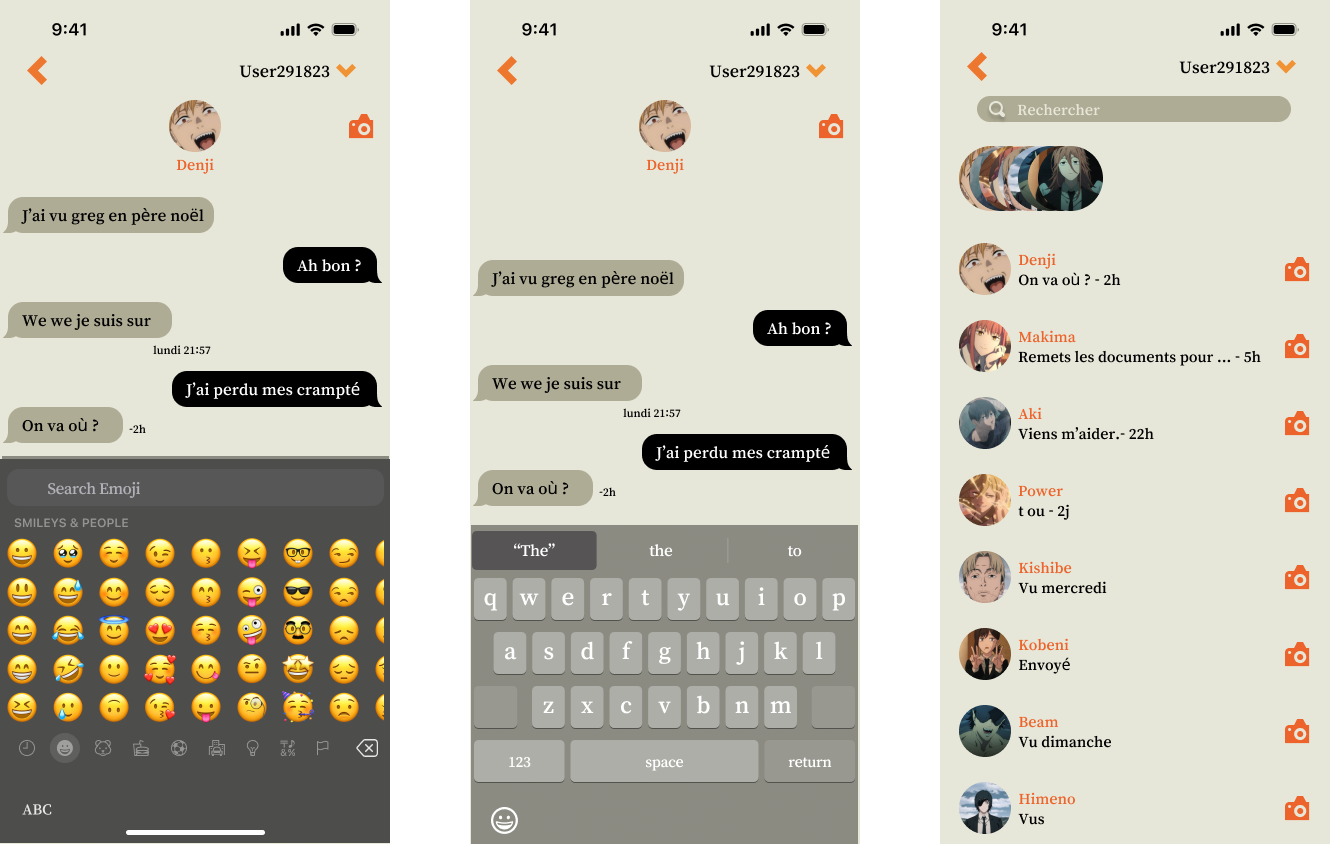 9:41
User291823
Denji
J'ai vu greg en père noël
Ah bon ?
We we je suis sur
lundi 21:57
J'ai perdu mes crampté
On va où ?
-2h
Search Emoji
SMILEYS & PEOPLE
ABC
9:41
User291823
Denji
J'ai vu greg en père noël
Ah bon ?
We we je suis sur
lundi 21:57
J'ai perdu mes crampté
On va où ?
-2h
“The” the to
q w e r t y u i o p
a s d f g h j k l
z x c v b n m
123 space return
9:41
User291823
Rechercher
Denji
On va où ? - 2h
Makima
Remets les documents pour ... - 5h
Aki
Viens m'aider.- 22h
Power
t ou - 2j
Kishibe
Vu mercredi
Kobeni
Envoyé
Beam
Vu dimanche
Himeno
Vus